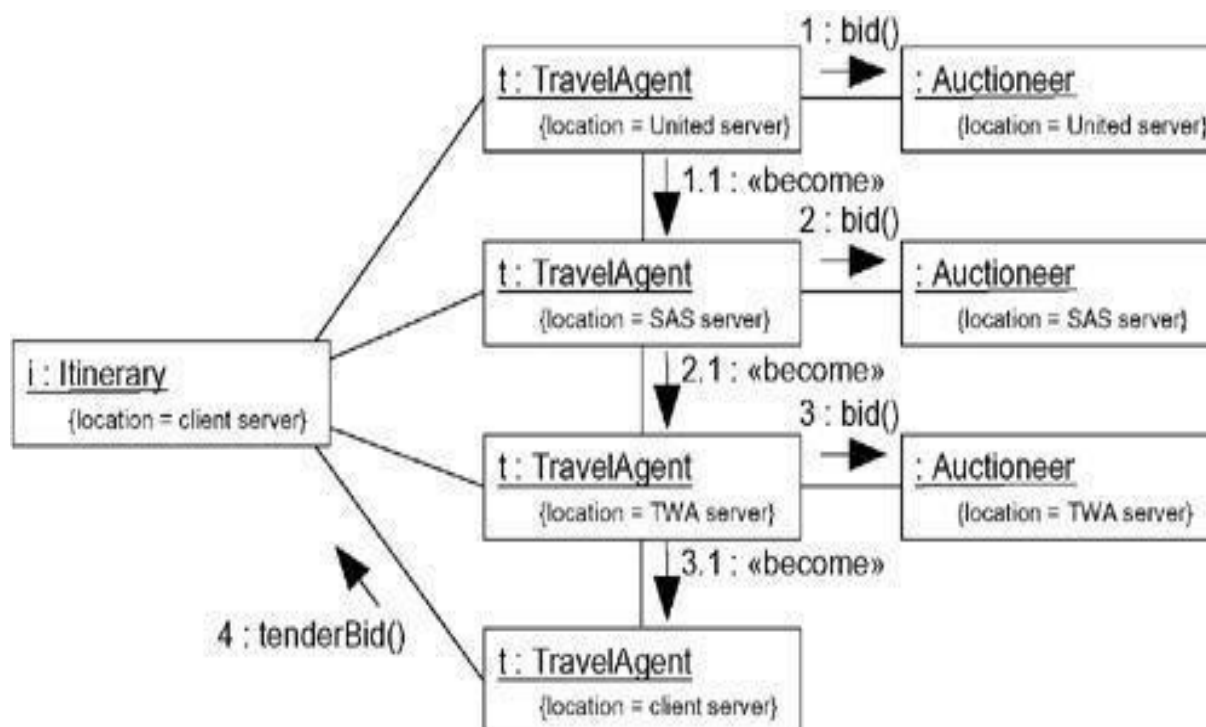 1 : bid()
t : TravelAgent
{location = United server}
: Auctioneer
{location = United server}
1.1 : «become»
2 : bid()
t : TravelAgent
{location = SAS server}
: Auctioneer
{location = SAS server}
i : Itinerary
{location = client server}
2.1 : «become»
3 : bid()
t : TravelAgent
{location = TWA server}
: Auctioneer
{location = TWA server}
3.1 : «become»
4 : tenderBid()
t : TravelAgent
{location = client server}